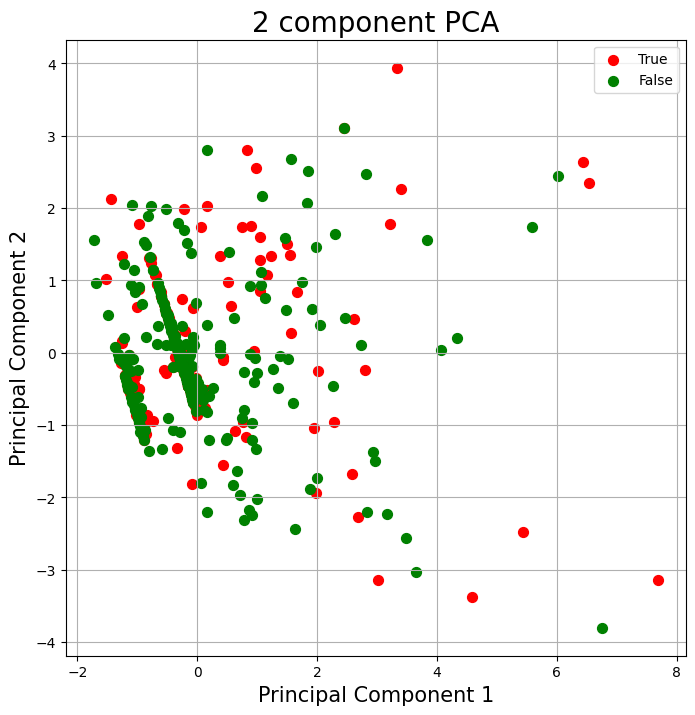 2 component PCA
True
False
Principal Component 2
4
3
2
1
0
−1
−2
−3
−4
−2 0 2 4 6 8
Principal Component 1